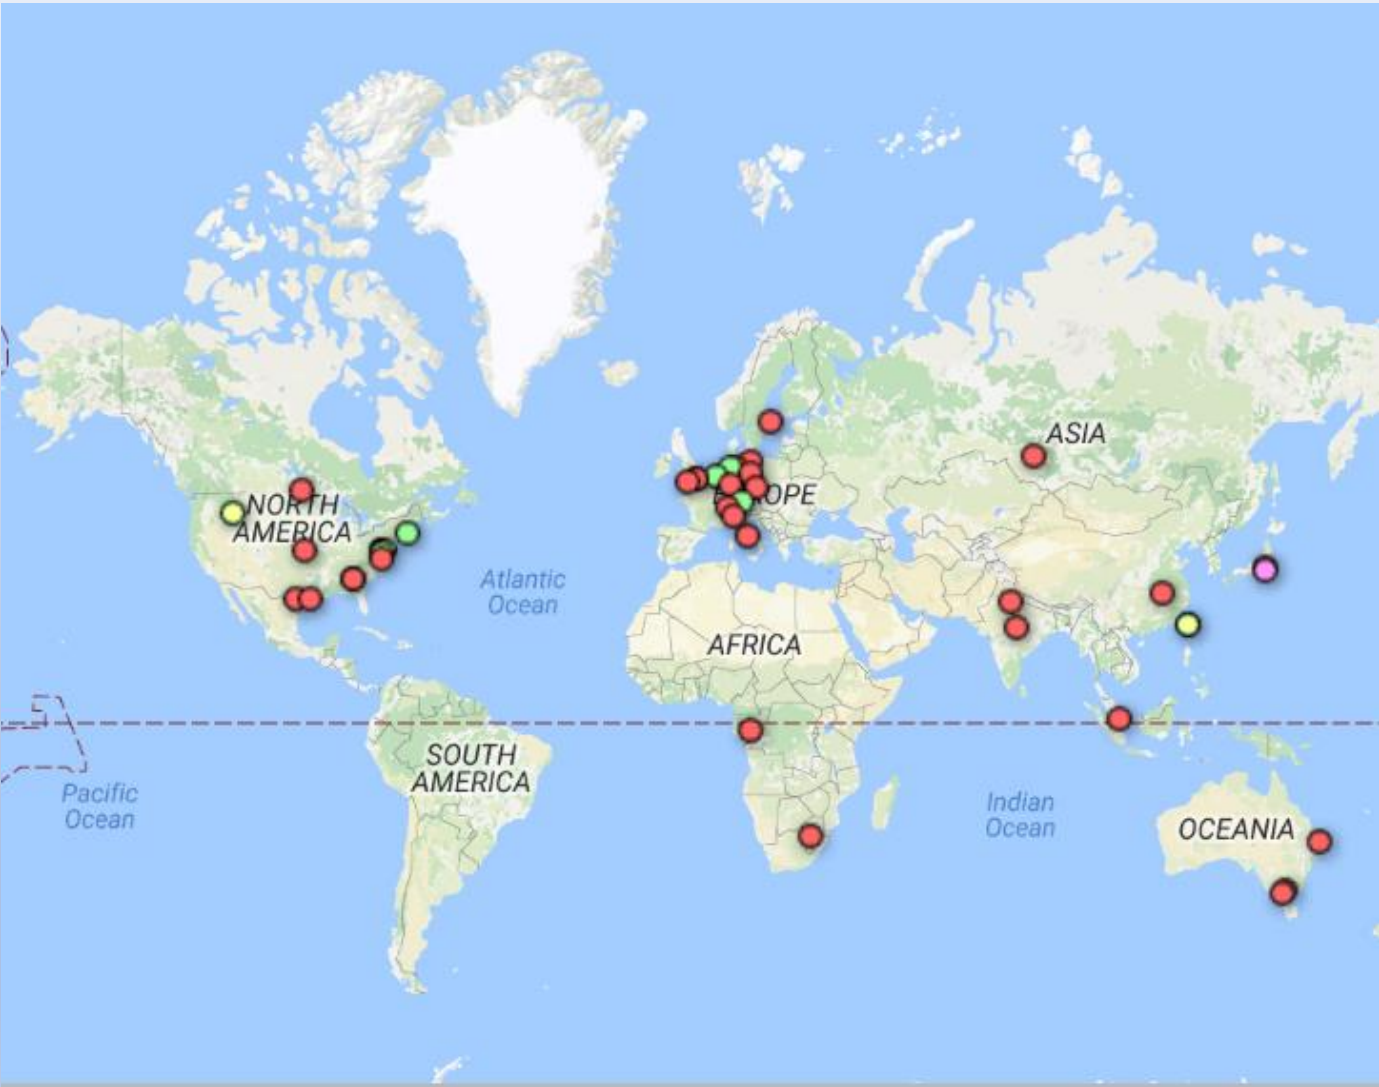 ASIA
NORTH
AMERICA
Atlantic
Ocean
AFRICA
SOUTH
AMERICA
Pacific
Ocean
Indian
Ocean
OCEANIA